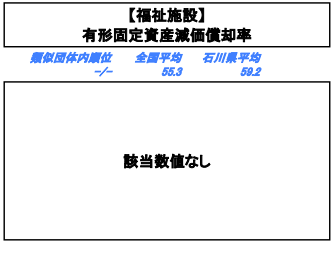 【福祉施設】
有形固定資産減価償却率
類似団体内順位 全国平均 石川県平均
-/- 55.3 59.2
該当数値なし